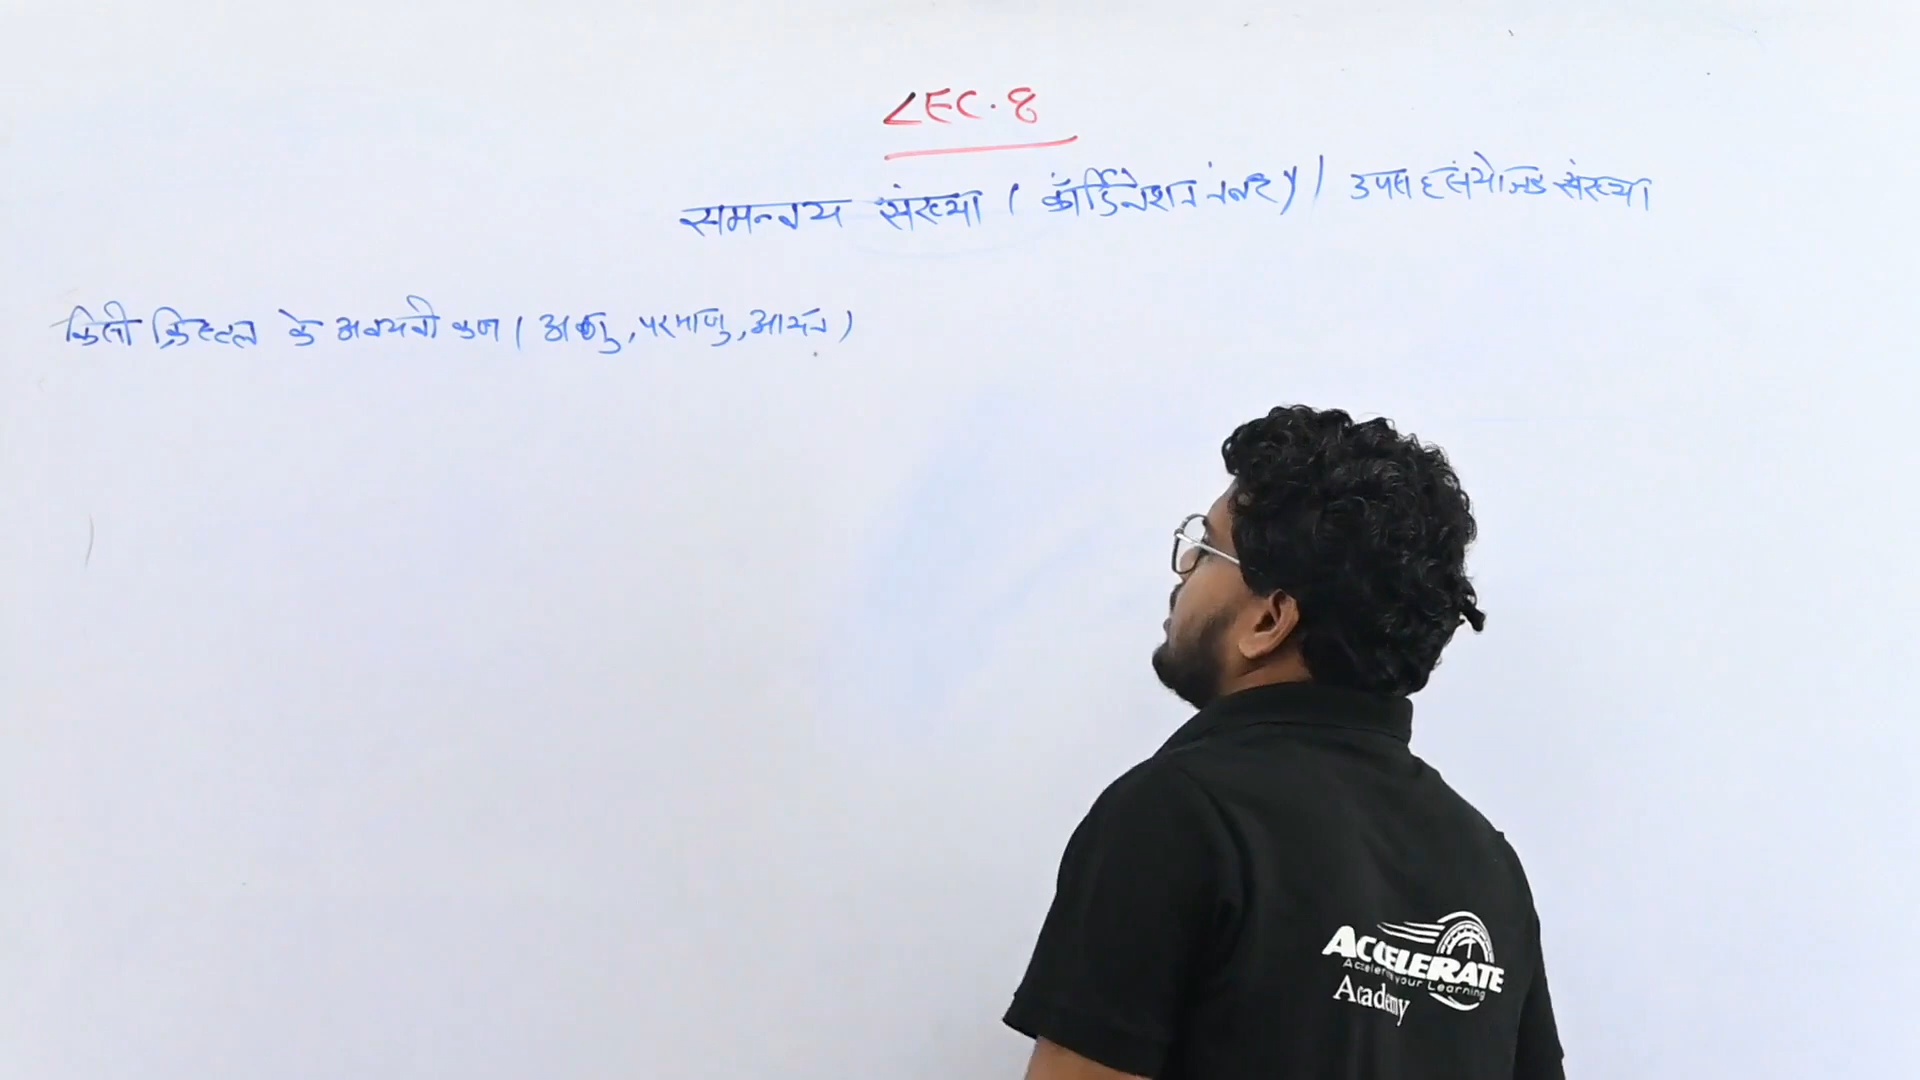 LEC.8
समन्वय संख्या ( कॉर्डिनेशन नंबर ) / उपसहसंयोजक संख्या
किसी क्रिस्टल के अवयवी कण ( अणु, परमाणु, आयन )
ACCELERATE
Accelerate your Learning
Academy